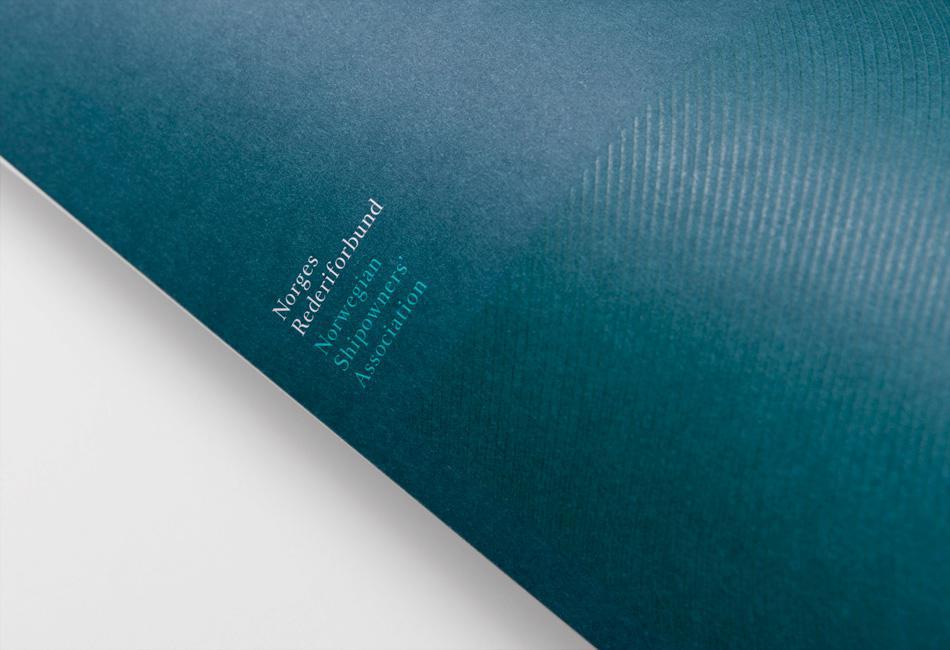 Norges
Rederiforbund
Norwegian
Shipowners’
Association